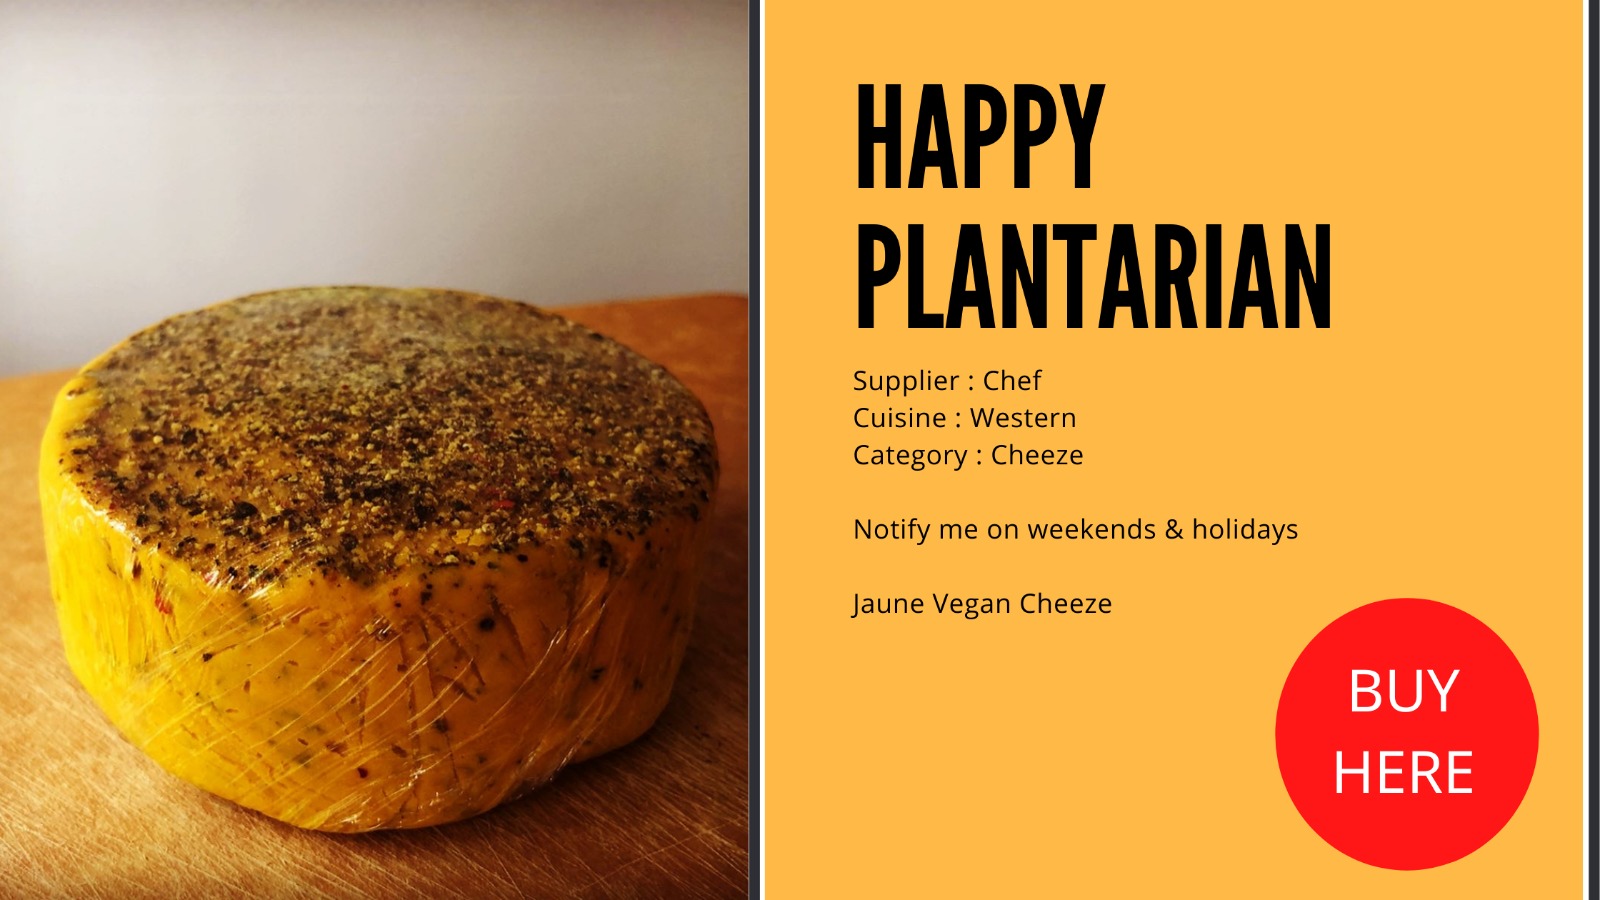 HAPPY
PLANTARIAN
Supplier : Chef
Cuisine : Western
Category : Cheeze
Notify me on weekends & holidays
Jaune Vegan Cheeze
BUY
HERE